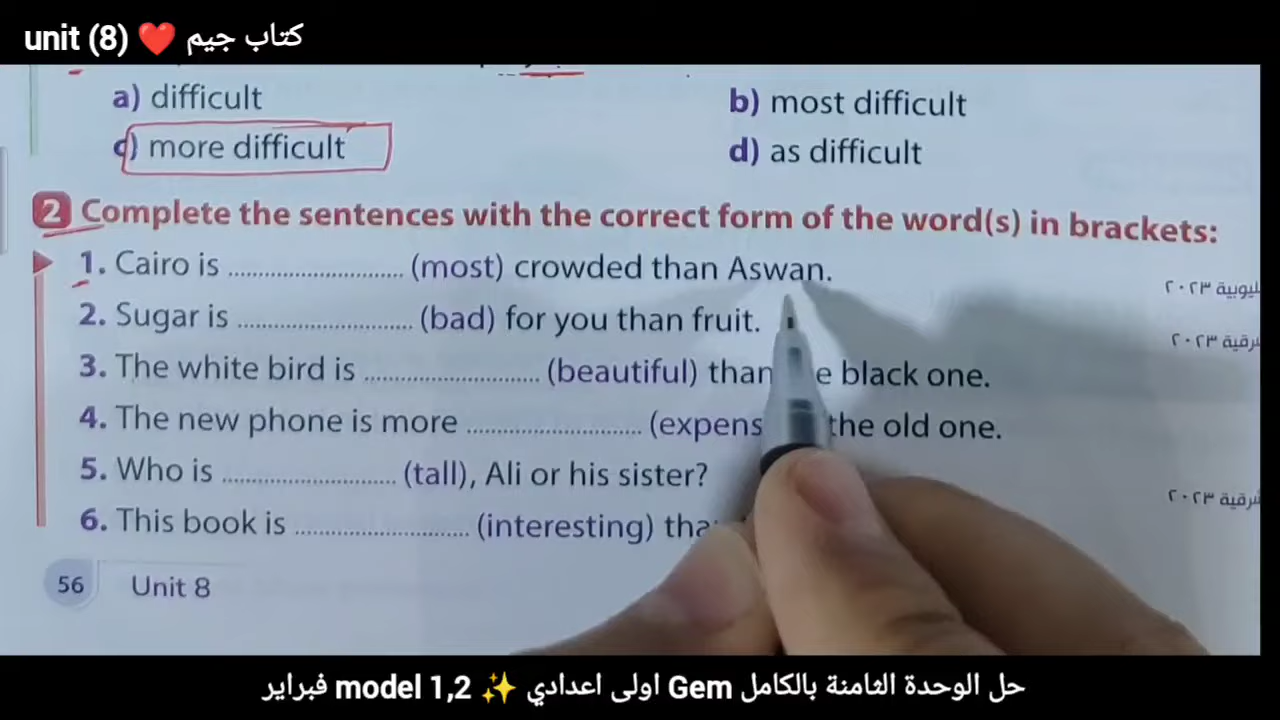 unit (8) ❤️ كتاب جيم
a) difficult
b) most difficult
c) more difficult
d) as difficult
2 Complete the sentences with the correct form of the word(s) in brackets:
1. Cairo is ............................ (most) crowded than Aswan.
٢٠٢٣
2. Sugar is ............................ (bad) for you than fruit.
٢٠٢٣
3. The white bird is ............................ (beautiful) than black one.
4. The new phone is more ............................ the old one.
5. Who is ............................ (tall), Ali or his sister?
٢٠٢٣
6. This book is ............................ (interesting)
56 Unit 8
حل الوحدة الثامنة بالكامل Gem اولى اعدادي ✨ model 1,2 فبراير